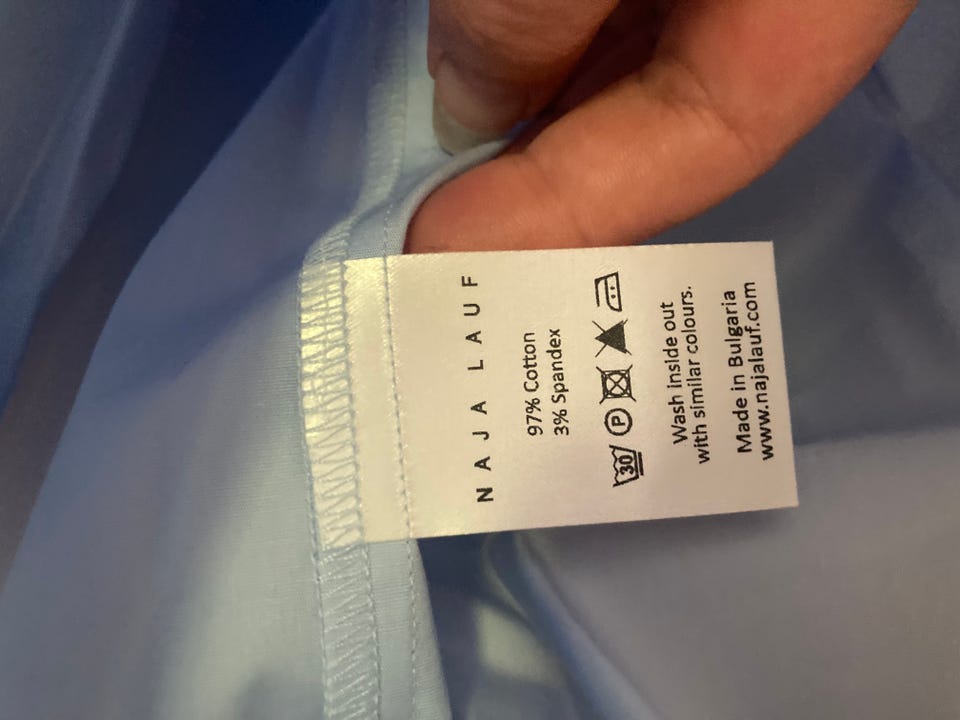 NAJA LAUF
97% Cotton
3% Spandex
30 P
Wash inside out
with similar colours.
Made in Bulgaria
www.najalauf.com